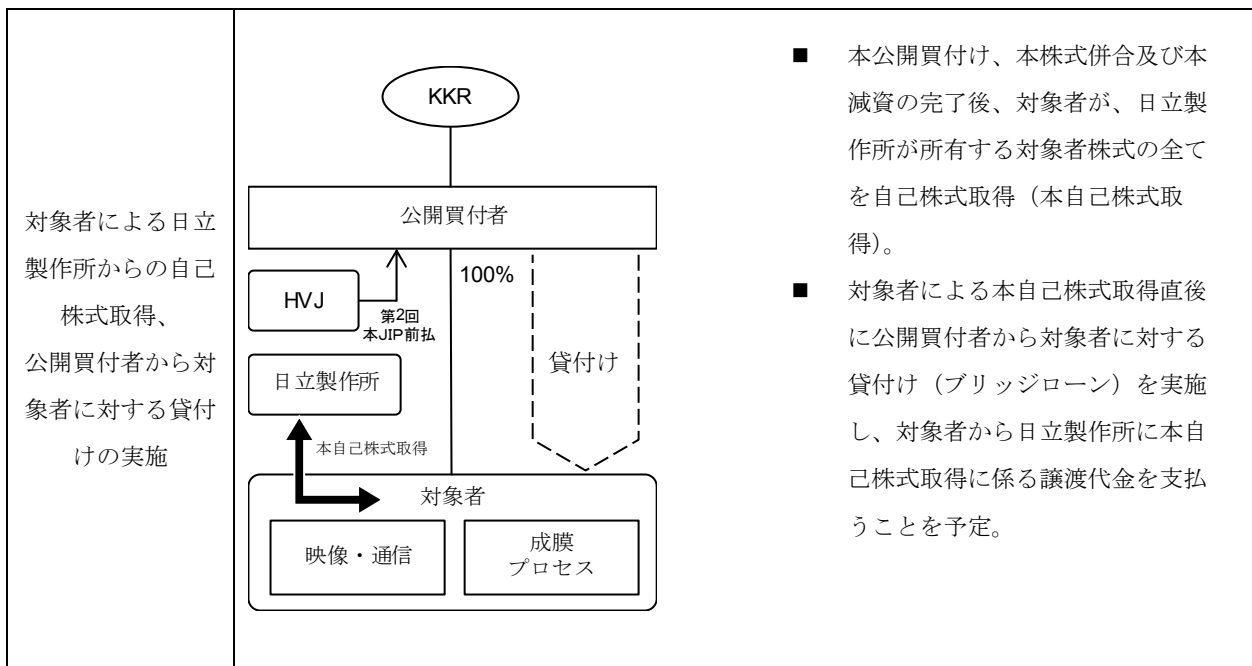 対象者による日立
製作所からの自己
株式取得、
公開買付者から対
象者に対する貸付
けの実施
KKR
公開買付者
100%
HVJ
第2回
本JIP前払
貸付け
日立製作所
本自己株式取得
対象者
映像・通信
成膜
プロセス
■ 本公開買付け、本株式併合及び本
減資の完了後、対象者が、日立製
作所が所有する対象者株式の全て
を自己株式取得（本自己株式取
得）。
■ 対象者による本自己株式取得直後
に公開買付者から対象者に対する
貸付け（ブリッジローン）を実施
し、対象者から日立製作所に本自
己株式取得に係る譲渡代金を支払
うことを予定。